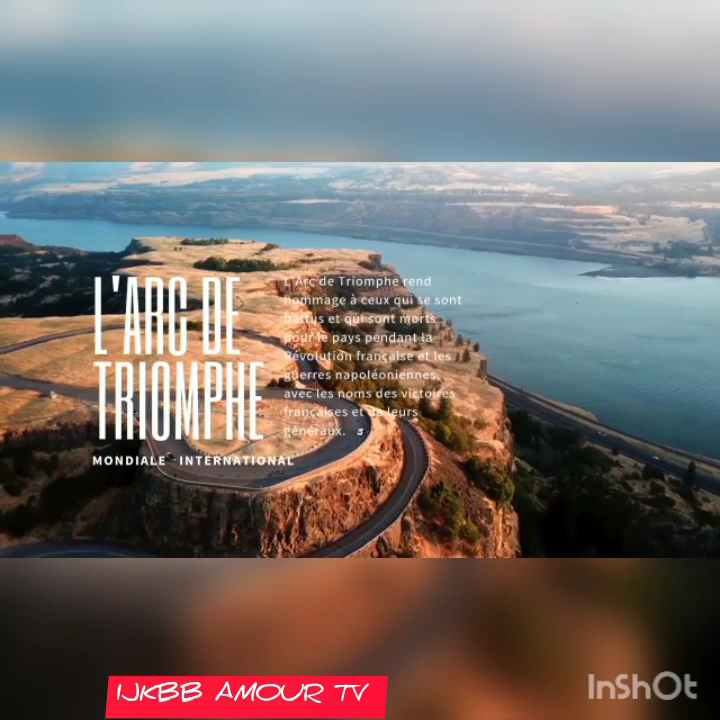 L'ARC DE
TRIOMPHE
MONDIALE INTERNATIONAL
L'Arc de Triomphe rend
hommage à ceux qui se sont
battus et qui sont morts
pour le pays pendant la
Révolution française et les
guerres napoléoniennes,
avec les noms des victoires
françaises et de leurs
généraux.
IJKBB AMOUR TV
InShOt